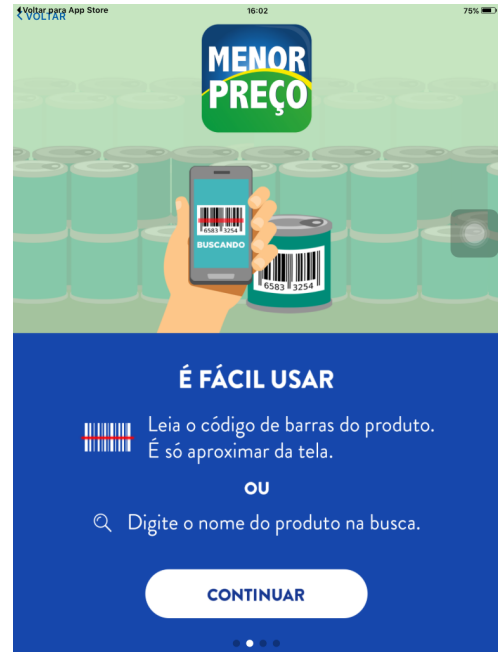 Voltar para App Store 16:02 75%
VOLTAR
MENOR
PREÇO
6583 3254
BUSCANDO
6583 3254
É FÁCIL USAR
Leia o código de barras do produto.
É só aproximar da tela.
OU
Digite o nome do produto na busca.
CONTINUAR